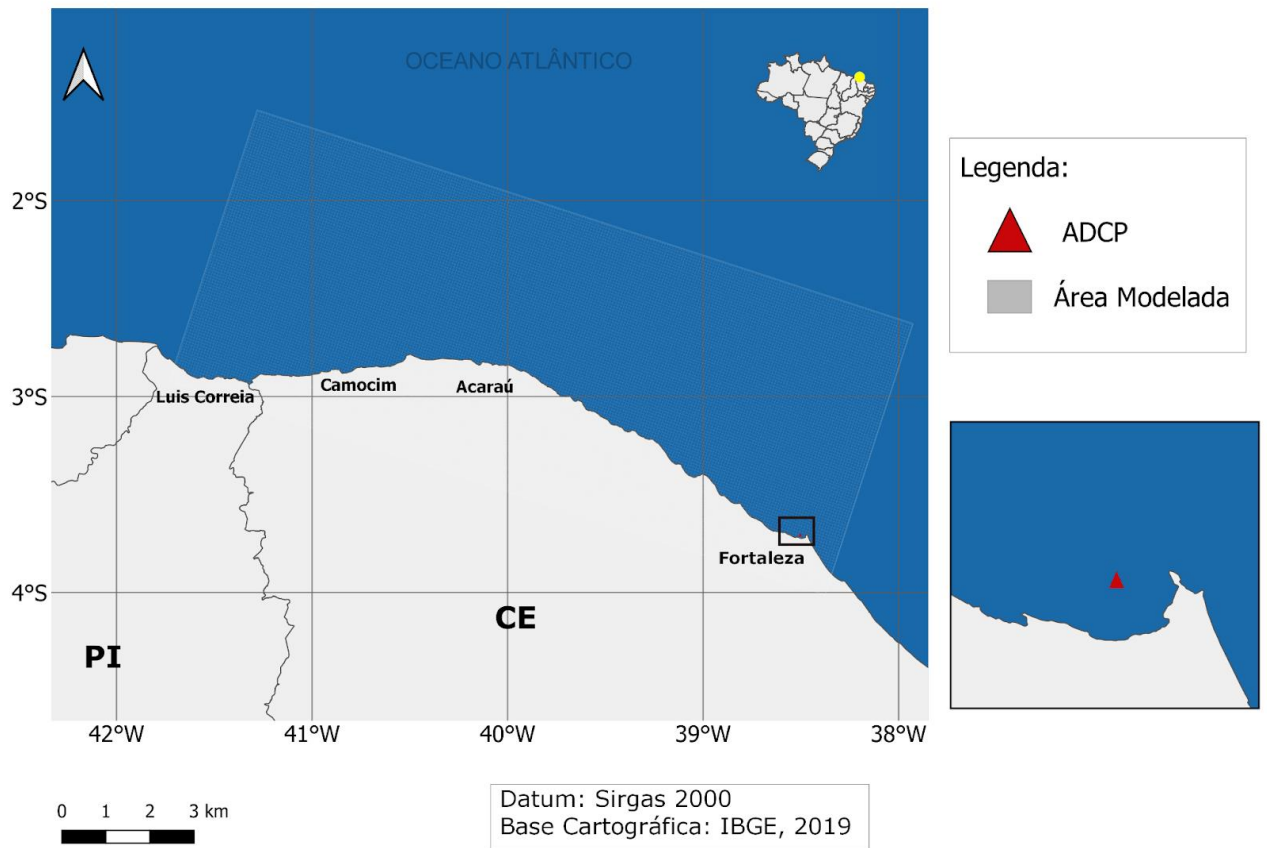 OCEANO ATLÂNTICO
2°S
3°S
4°S
Luis Correia
Camocim
Acaraú
Fortaleza
CE
PI
42°W
41°W
40°W
39°W
38°W
Legenda:
ADCP
Área Modelada
0 1 2 3 km
Datum: Sirgas 2000
Base Cartográfica: IBGE, 2019